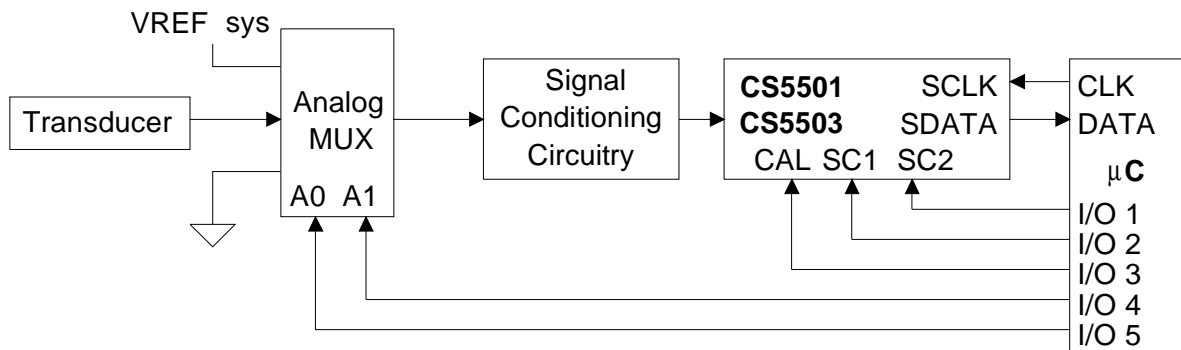 VREF sys
Transducer
Analog
MUX
A0 A1
Signal
Conditioning
Circuitry
CS5501
CS5503
SCLK
SDATA
CAL SC1 SC2
CLK
DATA
µC
I/O 1
I/O 2
I/O 3
I/O 4
I/O 5